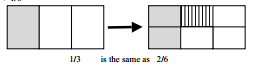 1/3 is the same as 2/6